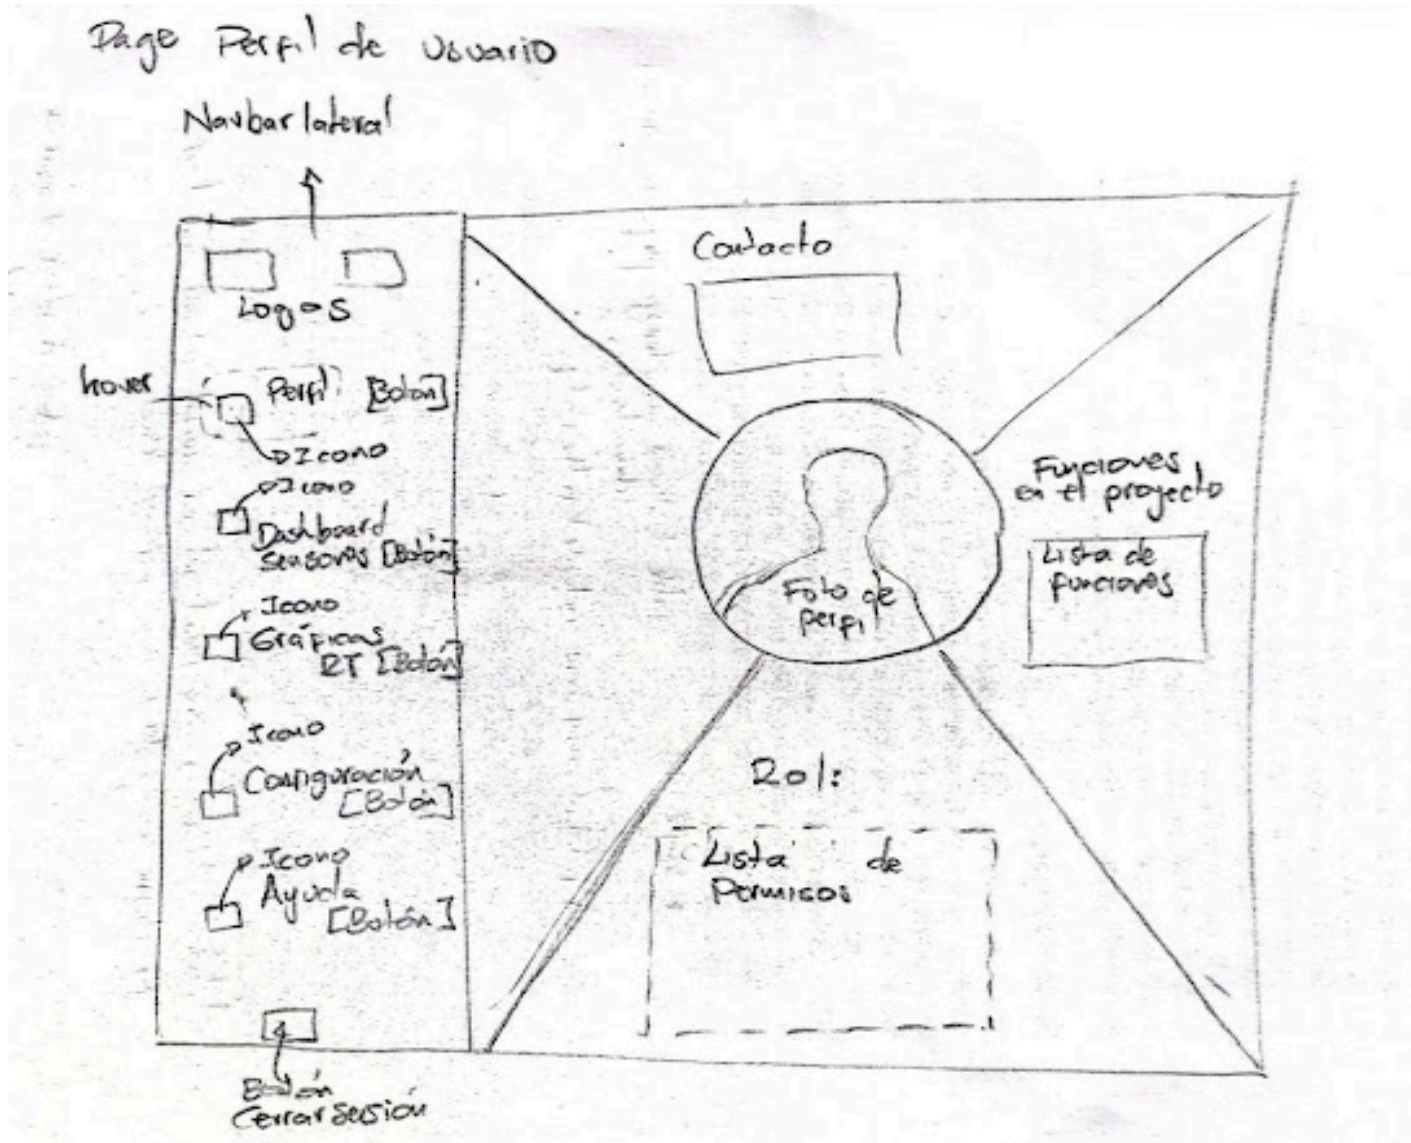 Page Perfil de usuario
Navbar lateral
Logos
hover
Perfil [Botón]
Icono
Icono
Dashboard
sensores [Botón]
Icono
Gráficas
RT [Botón]
Icono
Configuración
[Botón]
Icono
Ayuda
[Botón]
Botón
Cerrar sesión
Contacto
Foto de
perfil
Funciones
en el proyecto
Lista de
funciones
Rol:
Lista de
Permisos